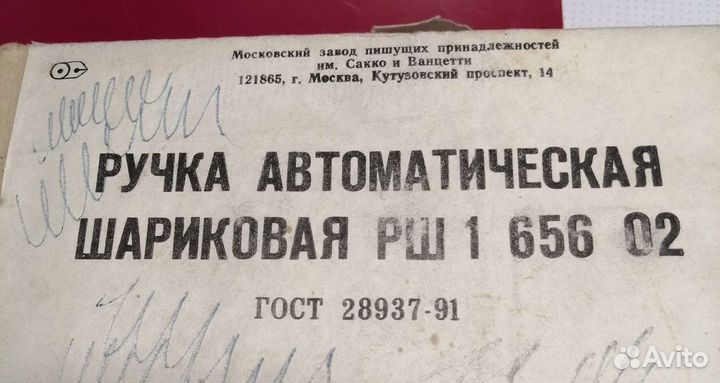 Московский завод пишущих принадлежностей
им. Сакко и Ванцетти
121865, г. Москва, Кутузовский проспект, 14
РУЧКА АВТОМАТИЧЕСКАЯ
ШАРИКОВАЯ РШ 1 656 02
ГОСТ 28937-91
Avito